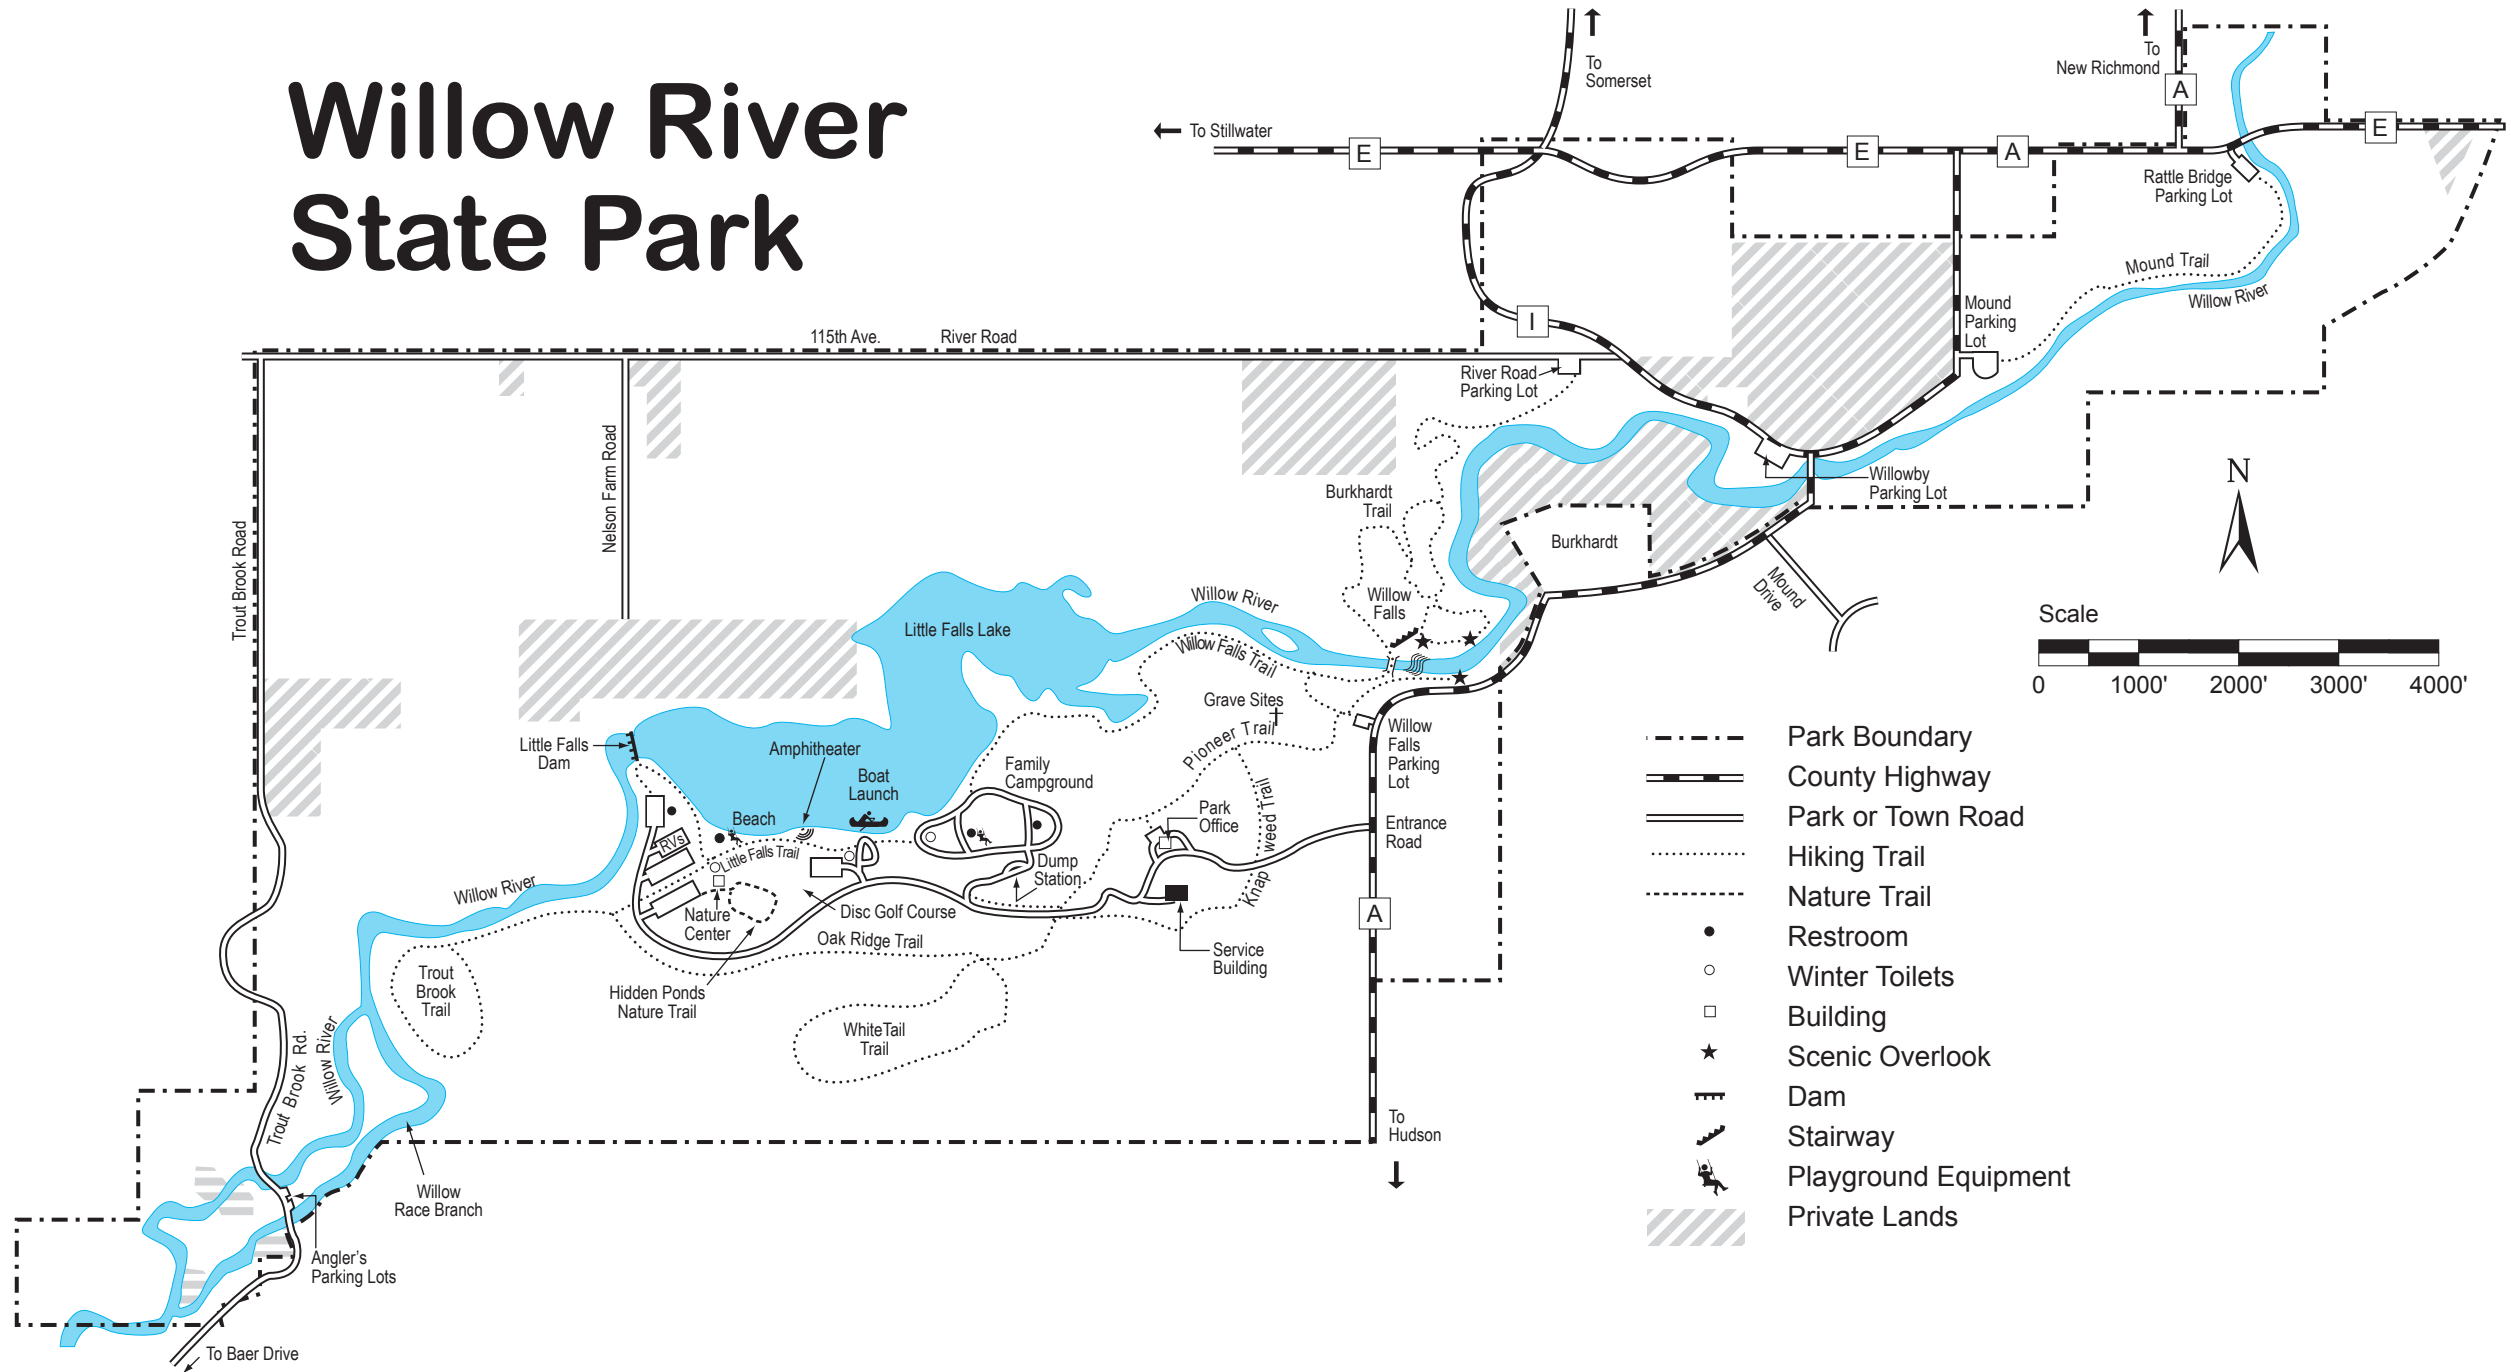 Willow River
State Park
To
Somerset
To
New Richmond
A
To Stillwater
E
E
A
E
Rattle Bridge
Parking Lot
Mound Trail
Willow River
Mound
Parking
Lot
I
115th Ave.
River Road
River Road
Parking Lot
Trout Brook Road
Nelson Farm Road
Burkhardt
Trail
Willowby
Parking Lot
Burkhardt
Mound
Drive
N
Scale
0
1000'
2000'
3000'
4000'
Willow
Falls
Willow River
Willow Falls Trail
Little Falls Lake
Grave Sites
Pioneer Trail
Willow
Falls
Parking
Lot
Little Falls
Dam
Amphitheater
Boat
Launch
Family
Campground
Beach
Park
Office
Knapweed Trail
Entrance
Road
RVs
Little Falls Trail
Dump
Station
Willow River
Nature
Center
Disc Golf Course
A
Oak Ridge Trail
Service
Building
Trout
Brook
Trail
Hidden Ponds
Nature Trail
WhiteTail
Trail
Trout Brook Rd.
Willow River
To
Hudson
Willow
Race Branch
Angler's
Parking Lots
To Baer Drive
Park Boundary
County Highway
Park or Town Road
Hiking Trail
Nature Trail
Restroom
Winter Toilets
Building
Scenic Overlook
Dam
Stairway
Playground Equipment
Private Lands